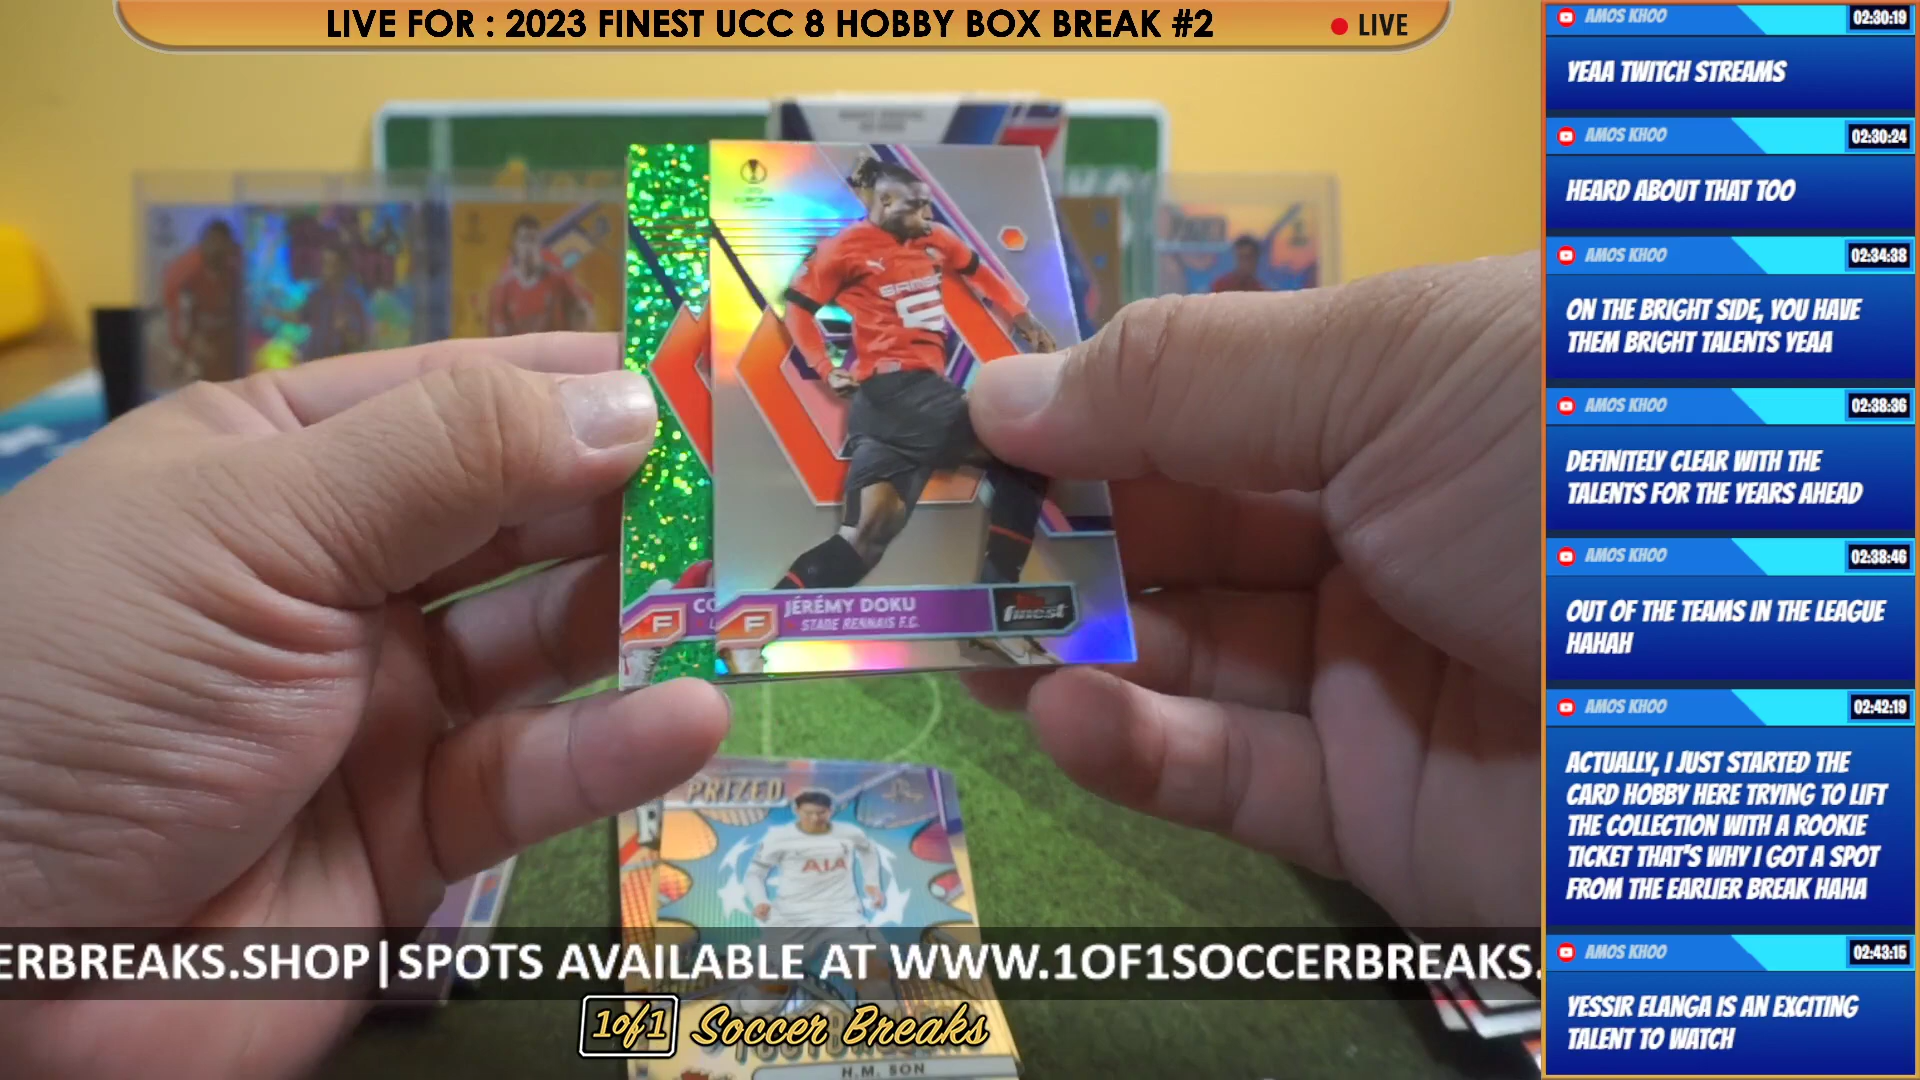 LIVE FOR : 2023 FINEST UCC 8 HOBBY BOX BREAK #2
LIVE
JÉRÉMY DOKU
STADE RENNAIS F.C.
finest
F
F
CO
PRIZED
AIA
H.M. SON
ERBREAKS.SHOP|SPOTS AVAILABLE AT WWW.1OF1SOCCERBREAKS.
1of1 Soccer Breaks
AMOS KHOO 02:30:19
YEAA TWITCH STREAMS
AMOS KHOO 02:30:24
HEARD ABOUT THAT TOO
AMOS KHOO 02:34:38
ON THE BRIGHT SIDE, YOU HAVE
THEM BRIGHT TALENTS YEAA
AMOS KHOO 02:38:36
DEFINITELY CLEAR WITH THE
TALENTS FOR THE YEARS AHEAD
AMOS KHOO 02:38:46
OUT OF THE TEAMS IN THE LEAGUE
HAHAH
AMOS KHOO 02:42:19
ACTUALLY, I JUST STARTED THE
CARD HOBBY HERE TRYING TO LIFT
THE COLLECTION WITH A ROOKIE
TICKET THAT'S WHY I GOT A SPOT
FROM THE EARLIER BREAK HAHA
AMOS KHOO 02:43:15
YESSIR ELANGA IS AN EXCITING
TALENT TO WATCH